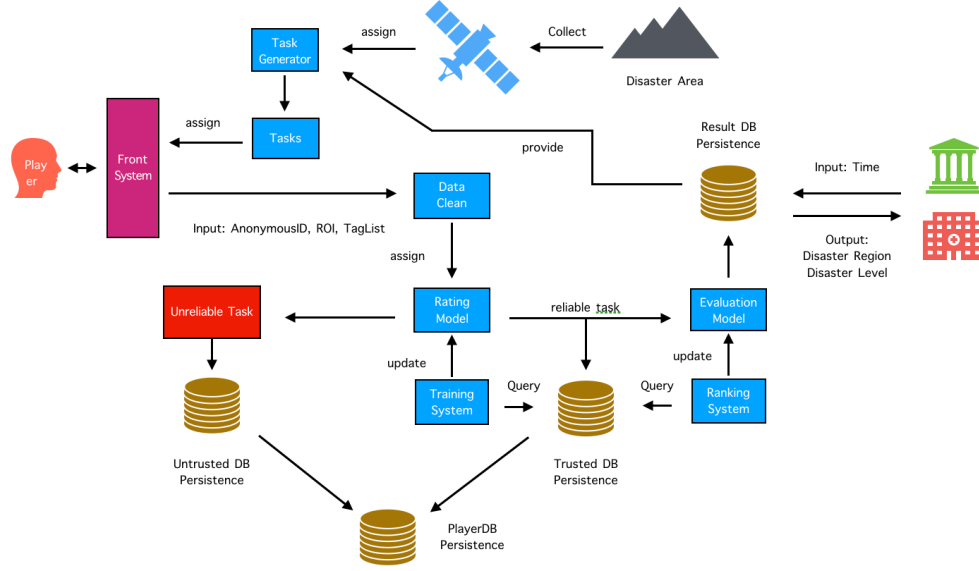 Task
Generator
assign
Collect
Disaster Area
Tasks
assign
Play
er
Front
System
provide
Result DB
Persistence
Input: Time
Output:
Disaster Region
Disaster Level
Data
Clean
Input: AnonymousID, ROI, TagList
assign
Unreliable Task
Rating
Model
reliable task
Evaluation
Model
update
update
Training
System
Query
Query
Ranking
System
Untrusted DB
Persistence
Trusted DB
Persistence
PlayerDB
Persistence